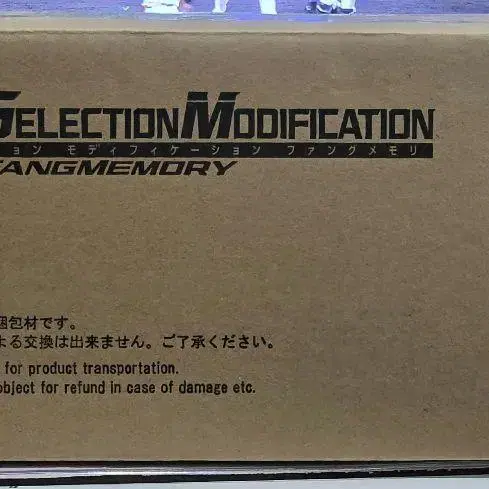 SELECTION MODIFICATION
ョン モディフィケーション ファングメモリ
FANGMEMORY
梱包材です。
よる交換は出来ません。ご了承ください。
for product transportation.
object for refund in case of damage etc.